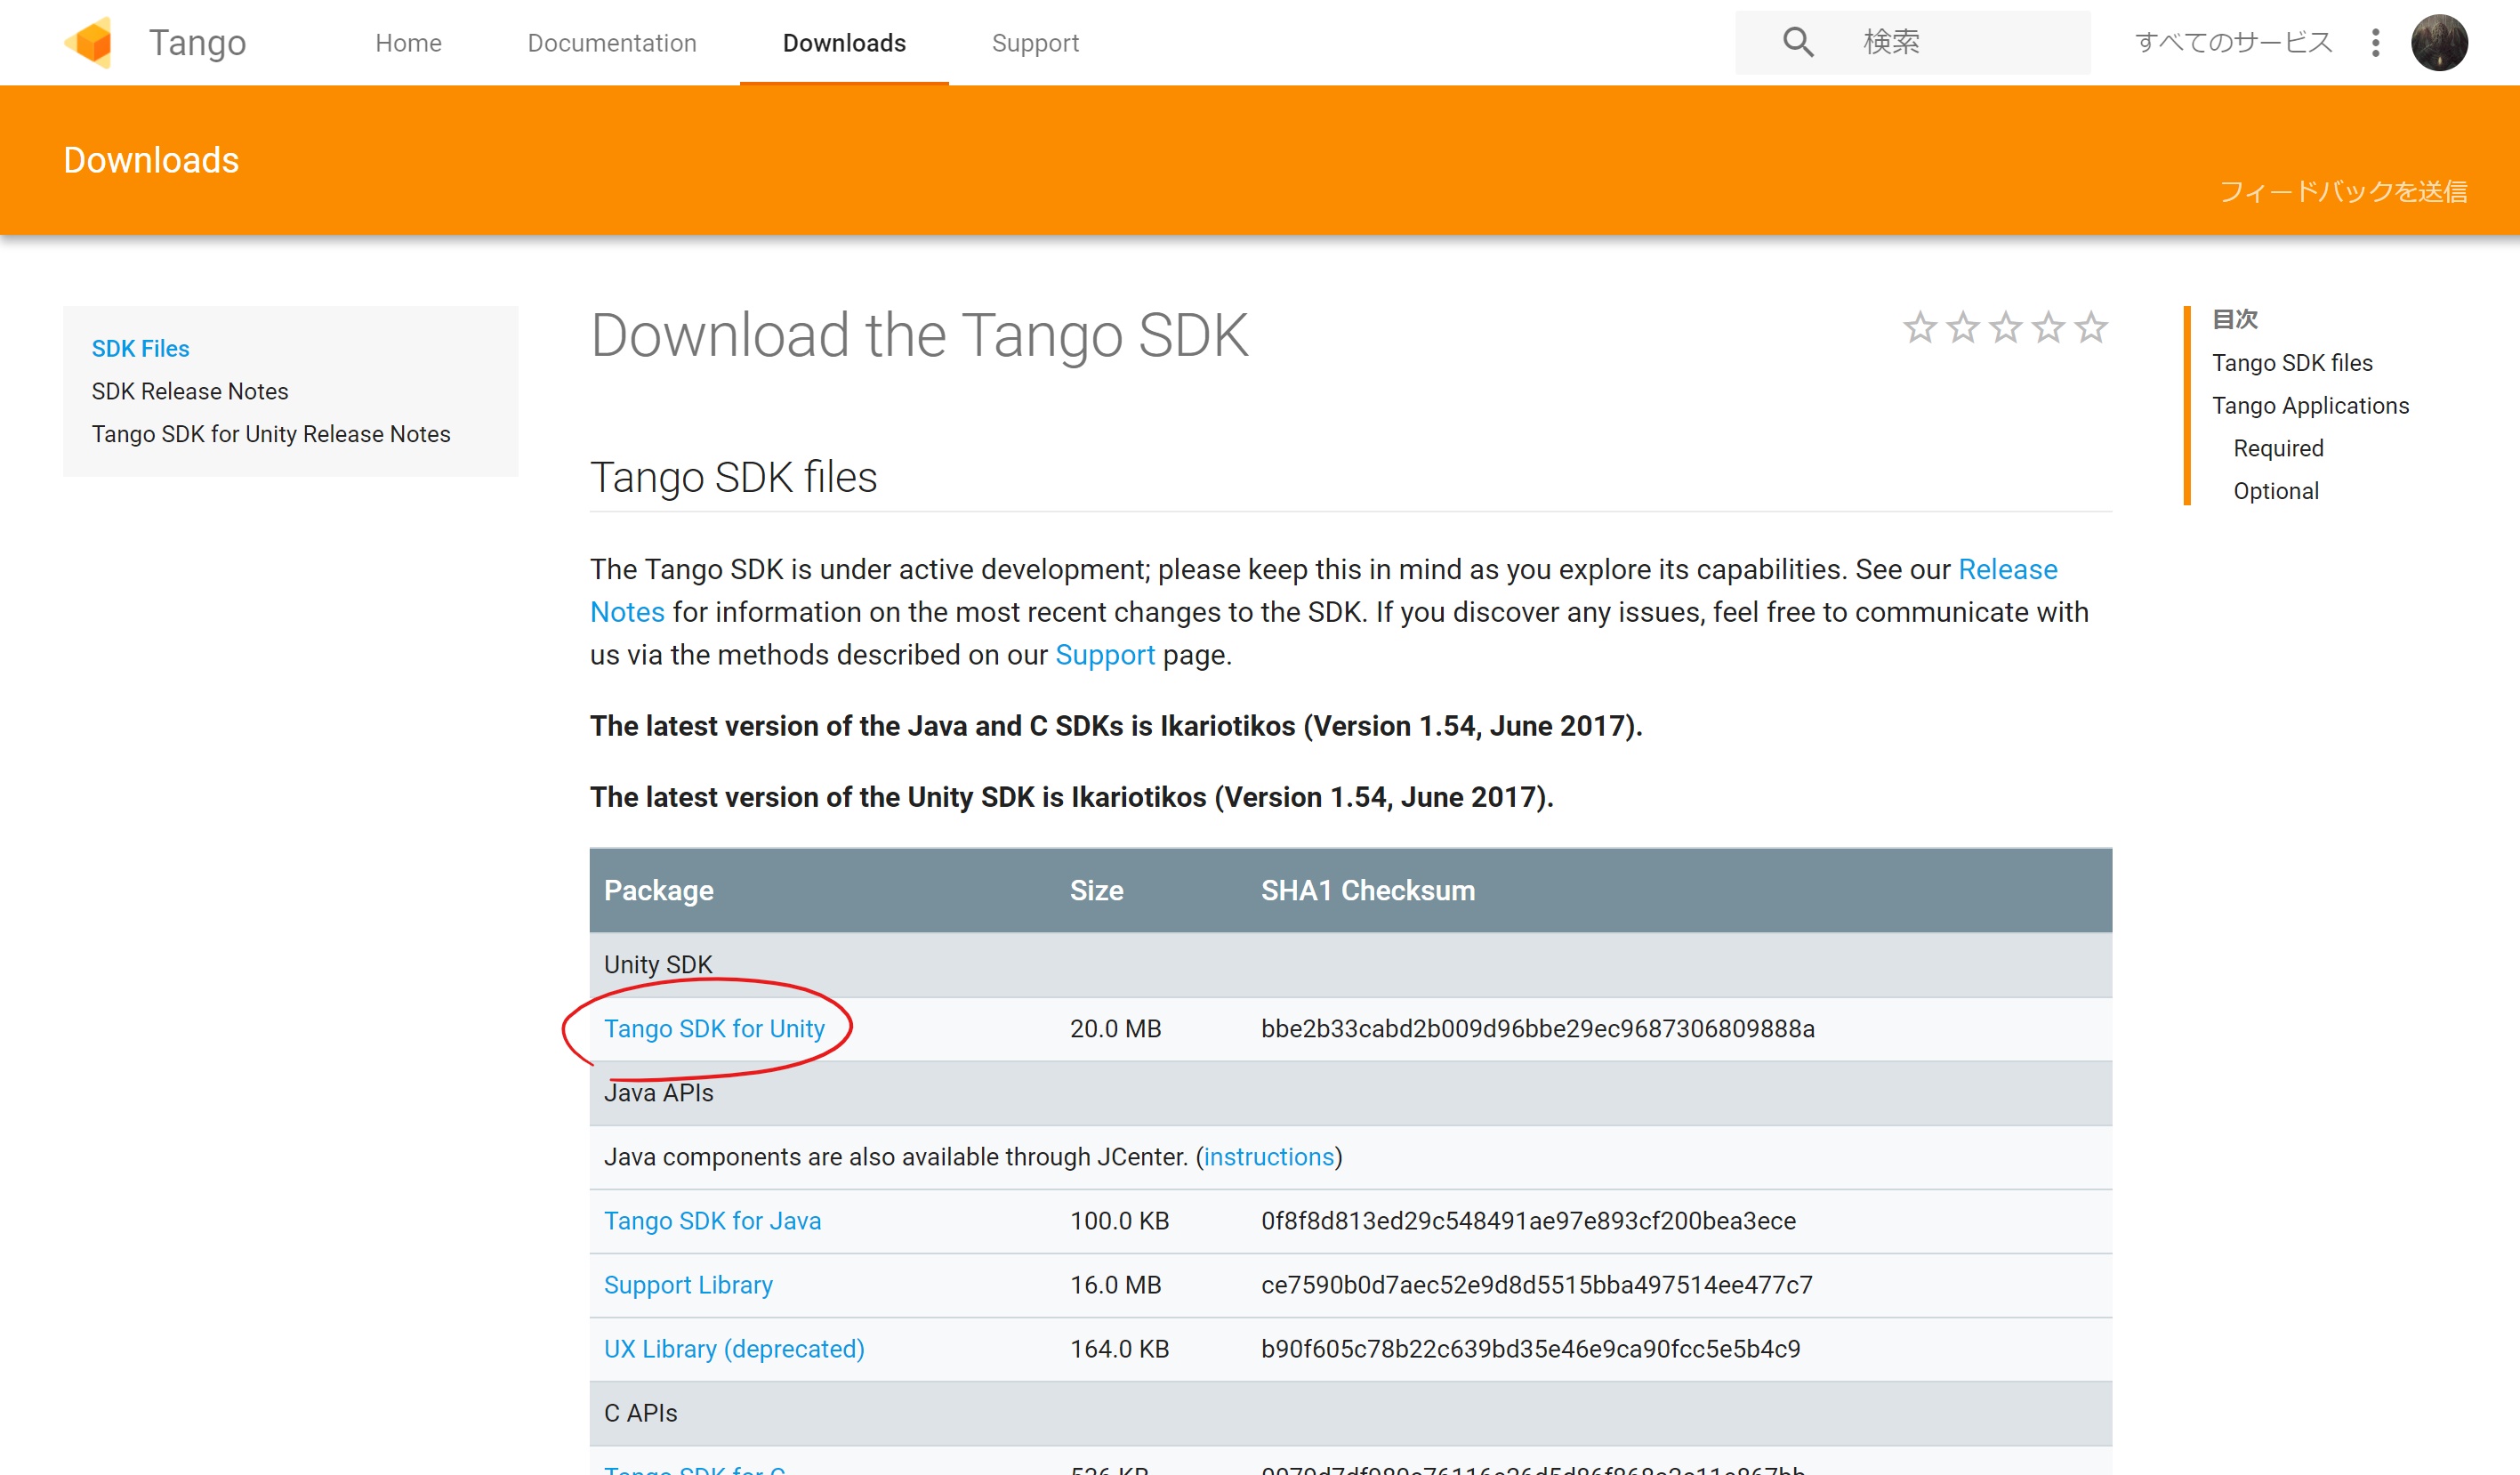 Tango
Home
Documentation
Downloads
Support
検索
すべてのサービス
Downloads
フィードバックを送信
SDK Files
SDK Release Notes
Tango SDK for Unity Release Notes
Download the Tango SDK
目次
Tango SDK files
Tango Applications
Required
Optional
Tango SDK files
The Tango SDK is under active development; please keep this in mind as you explore its capabilities. See our Release
Notes for information on the most recent changes to the SDK. If you discover any issues, feel free to communicate with
us via the methods described on our Support page.
The latest version of the Java and C SDKs is Ikariotikos (Version 1.54, June 2017).
The latest version of the Unity SDK is Ikariotikos (Version 1.54, June 2017).
Package Size SHA1 Checksum
Unity SDK
Tango SDK for Unity 20.0 MB bbe2b33cabd2b009d96bbe29ec9687306809888a
Java APIs
Java components are also available through JCenter. (instructions)
Tango SDK for Java 100.0 KB 0f8f8d813ed29c548491ae97e893cf200bea3ece
Support Library 16.0 MB ce7590b0d7aec52e9d8d5515bba497514ee477c7
UX Library (deprecated) 164.0 KB b90f605c78b22c639bd35e46e9ca90fcc5e5b4c9
C APIs
Tango SDK for C